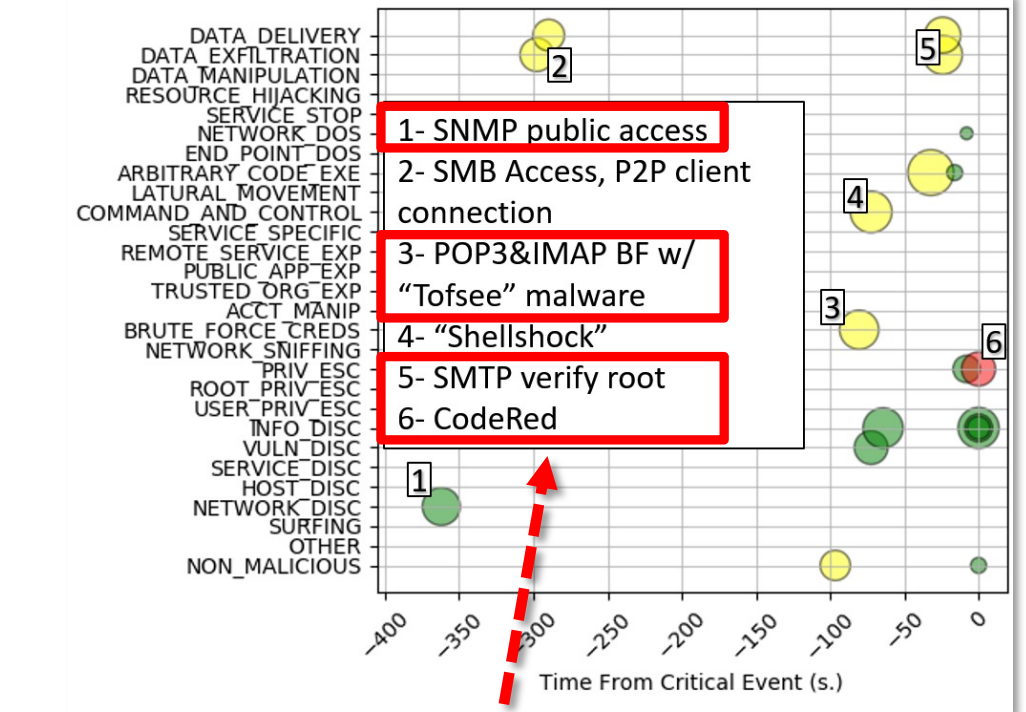 DATA_DELIVERY
DATA_EXFILTRATION
DATA_MANIPULATION
RESOURCE_HIJACKING
SERVICE_STOP
NETWORK_DOS
END_POINT_DOS
ARBITRARY_CODE_EXE
LATURAL_MOVEMENT
COMMAND_AND_CONTROL
SERVICE_SPECIFIC
REMOTE_SERVICE_EXP
PUBLIC_APP_EXP
TRUSTED_ORG_EXP
ACCT_MANIP
BRUTE_FORCE_CREDS
NETWORK_SNIFFING
PRIV_ESC
ROOT_PRIV_ESC
USER_PRIV_ESC
INFO_DISC
VULN_DISC
SERVICE_DISC
HOST_DISC
NETWORK_DISC
SURFING
OTHER
NON_MALICIOUS
2
5
4
3
6
1
1- SNMP public access
2- SMB Access, P2P client
connection
3- POP3&IMAP BF w/
“Tofsee” malware
4- “Shellshock”
5- SMTP verify root
6- CodeRed
−400
−350
−300
−250
−200
−150
−100
−50
0
Time From Critical Event (s.)